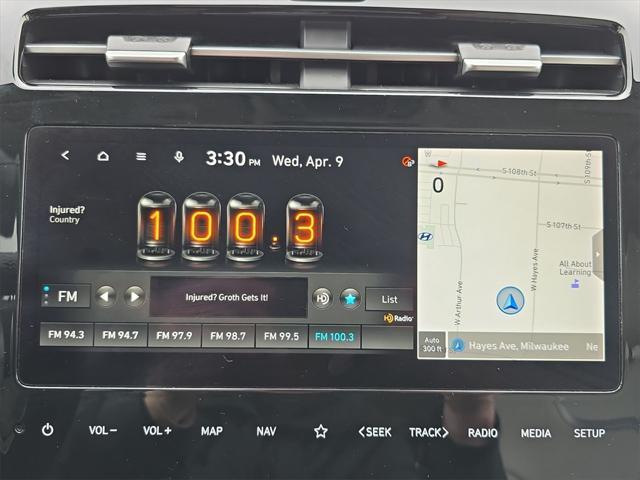 3:30 PM Wed, Apr. 9
Injured?
Country
100.3
FM
Injured? Groth Gets It!
HD
List
HD Radio
FM 94.3
FM 94.7
FM 97.9
FM 98.7
FM 99.5
FM 100.3
0
S 108th St
S 109th St
S 107th St
W Arthur Ave
W Hayes Ave
All About
Learning
Auto
300 ft
Hayes Ave, Milwaukee
Ne
VOL−
VOL+
MAP
NAV
<SEEK
TRACK>
RADIO
MEDIA
SETUP